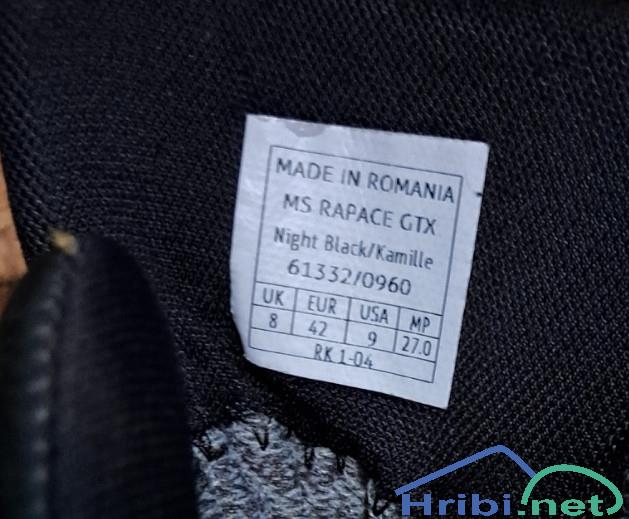 MADE IN ROMANIA
MS RAPACE GTX
Night Black/Kamille
61332/0960
UK EUR USA MP
8 42 9 27.0
RK 1-04
Hribi.net